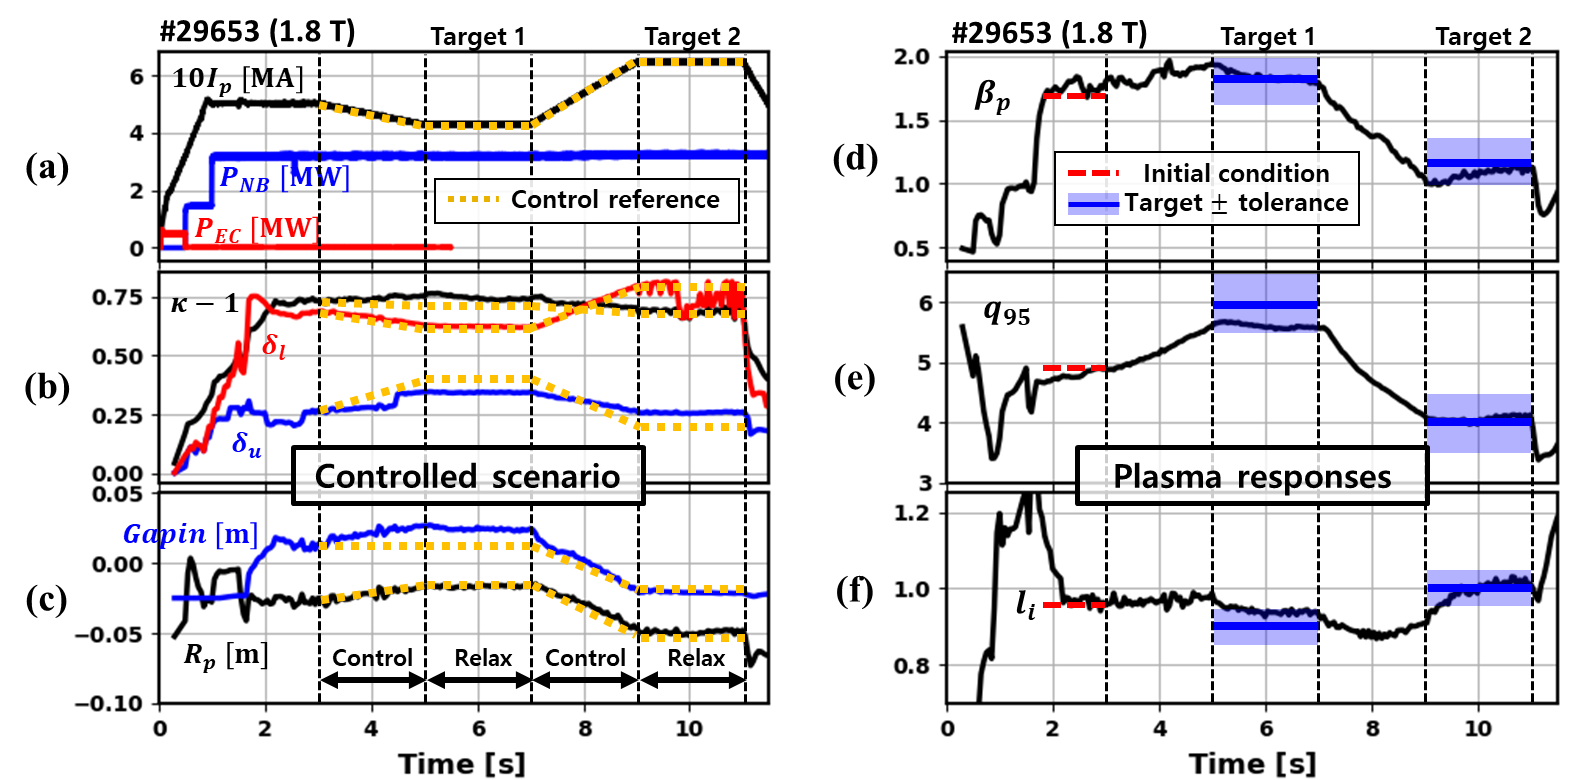 #29653 (1.8 T)
Target 1
Target 2
(a)
6
4
2
0
10I_p [MA]
P_NB [MW]
P_EC [MW]
Control reference
(b)
0.75
0.50
0.25
0.00
κ − 1
δ_l
δ_u
Controlled scenario
(c)
0.05
0.00
−0.05
−0.10
Gapin [m]
R_p [m]
Control
Relax
Control
Relax
0
2
4
6
8
10
Time [s]
#29653 (1.8 T)
Target 1
Target 2
(d)
2.0
1.5
1.0
0.5
β_p
Initial condition
Target ± tolerance
(e)
6
5
4
3
q_95
Plasma responses
(f)
1.2
1.0
0.8
l_i
0
2
4
6
8
10
Time [s]